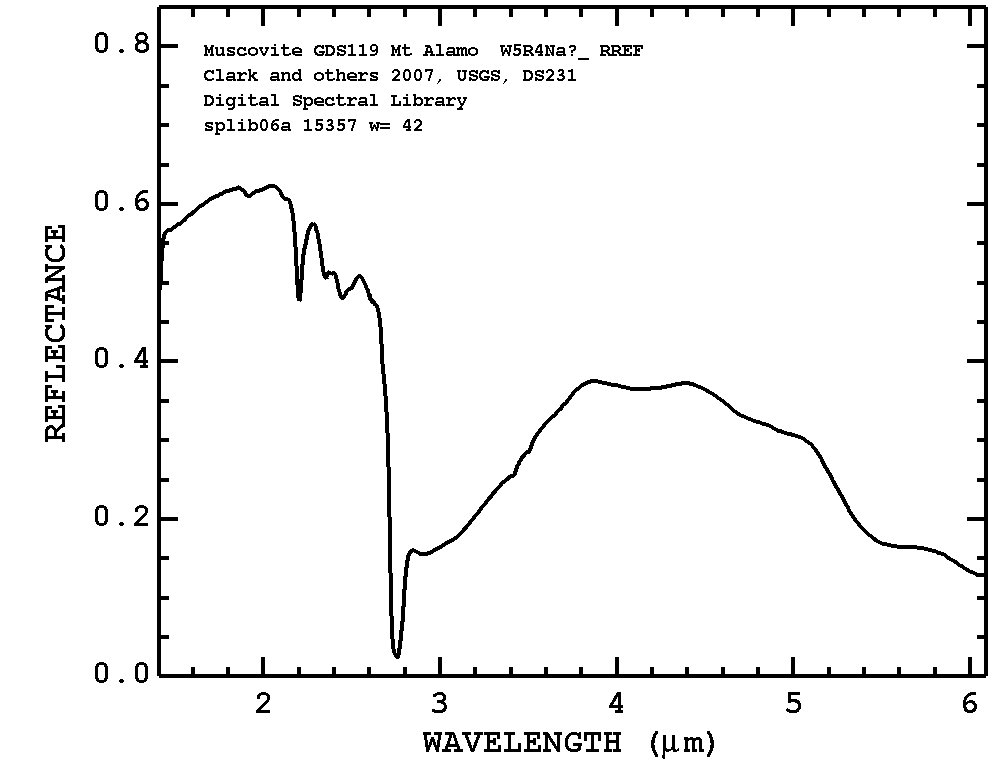 Muscovite GDS119 Mt Alamo  W5R4Na?_ RREF
Clark and others 2007, USGS, DS231
Digital Spectral Library
splib06a 15357 w= 42
0.8
0.6
0.4
0.2
0.0
REFLECTANCE
2 3 4 5 6
WAVELENGTH (μm)